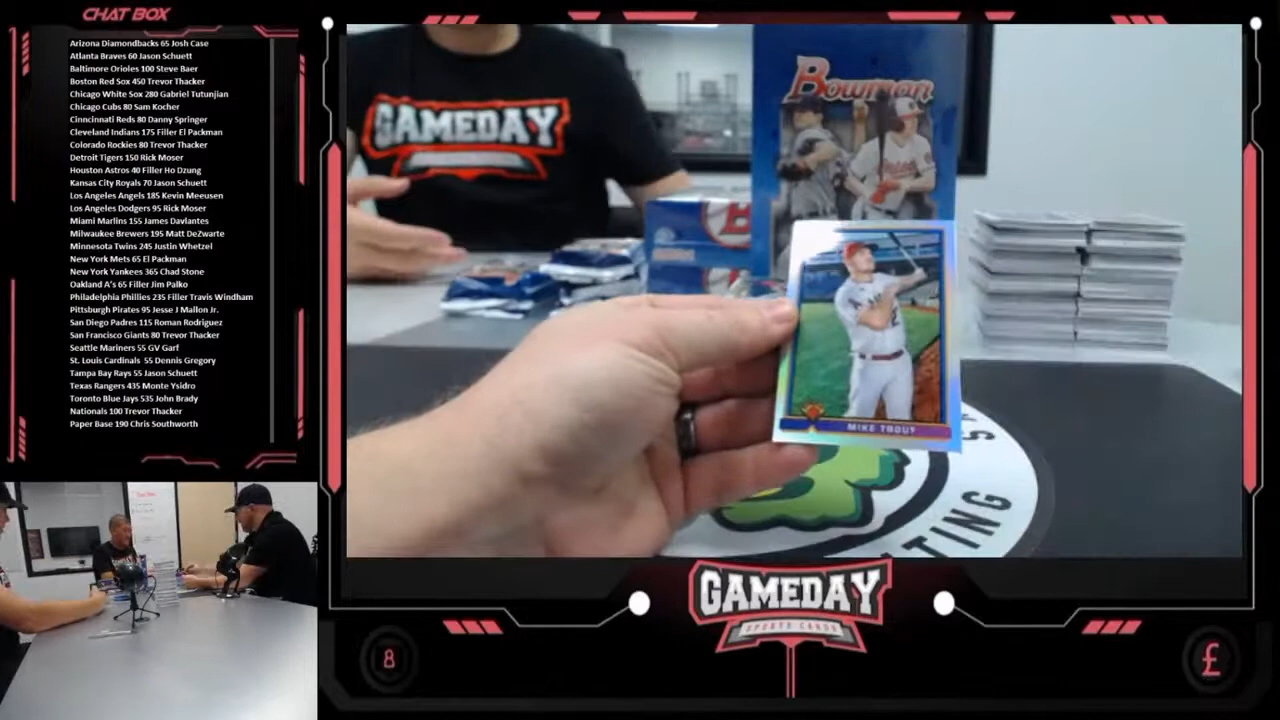 CHAT BOX
Arizona Diamondbacks 65 Josh Case
Atlanta Braves 60 Jason Schuett
Baltimore Orioles 100 Steve Baer
Boston Red Sox 450 Trevor Thacker
Chicago White Sox 280 Gabriel Tutunjian
Chicago Cubs 80 Sam Kocher
Cinncinati Reds 80 Danny Springer
Cleveland Indians 175 Filler El Packman
Colorado Rockies 80 Trevor Thacker
Detroit Tigers 150 Rick Moser
Houston Astros 40 Filler Ho Dzung
Kansas City Royals 70 Jason Schuett
Los Angeles Angels 185 Kevin Meeusen
Los Angeles Dodgers 95 Rick Moser
Miami Marlins 155 James Davlantes
Milwaukee Brewers 195 Matt DeZwarte
Minnesota Twins 245 Justin Whetzel
New York Mets 65 El Packman
New York Yankees 365 Chad Stone
Oakland A's 65 Jim Palko
Philadelphia Phillies 235 Filler Travis Windham
Pittsburgh Pirates 95 Jesse J Mallon Jr.
San Diego Padres 115 Roman Rodriguez
San Francisco Giants 80 Trevor Thacker
Seattle Mariners 55 GV Garf
St. Louis Cardinals 55 Dennis Gregory
Tampa Bay Rays 55 Jason Schuett
Texas Rangers 435 Monte Ysidro
Toronto Blue Jays 535 John Brady
Nationals 100 Trevor Thacker
Paper Base 190 Chris Southworth
GAMEDAY
Bowman
B
MIKE TROUT
TING
S
GAMEDAY
SPORTS CARDS
8
£